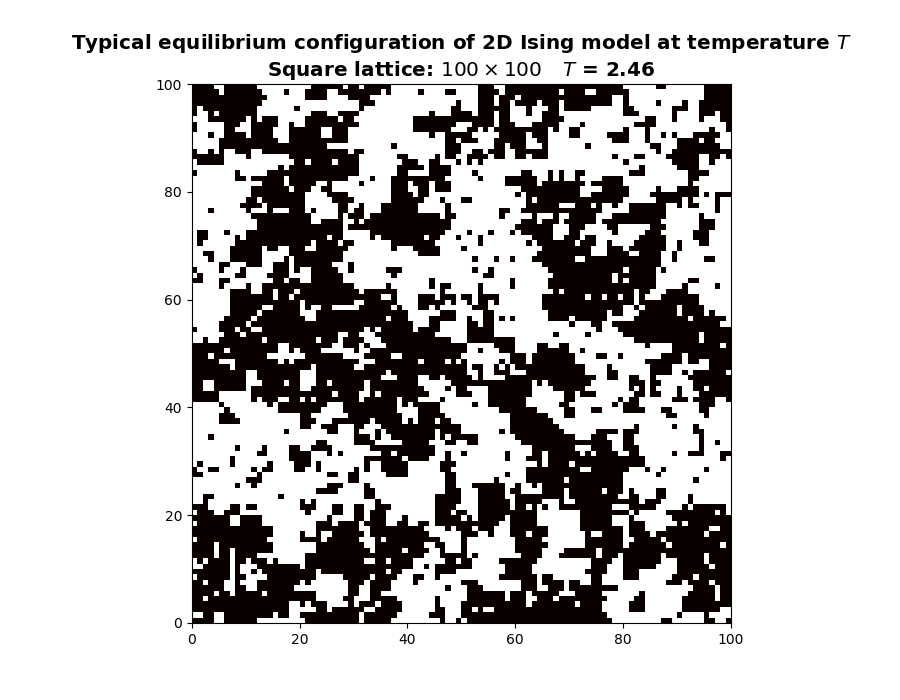 Typical equilibrium configuration of 2D Ising model at temperature T
Square lattice: 100 × 100 T = 2.46
100
80
60
40
20
0
0 20 40 60 80 100